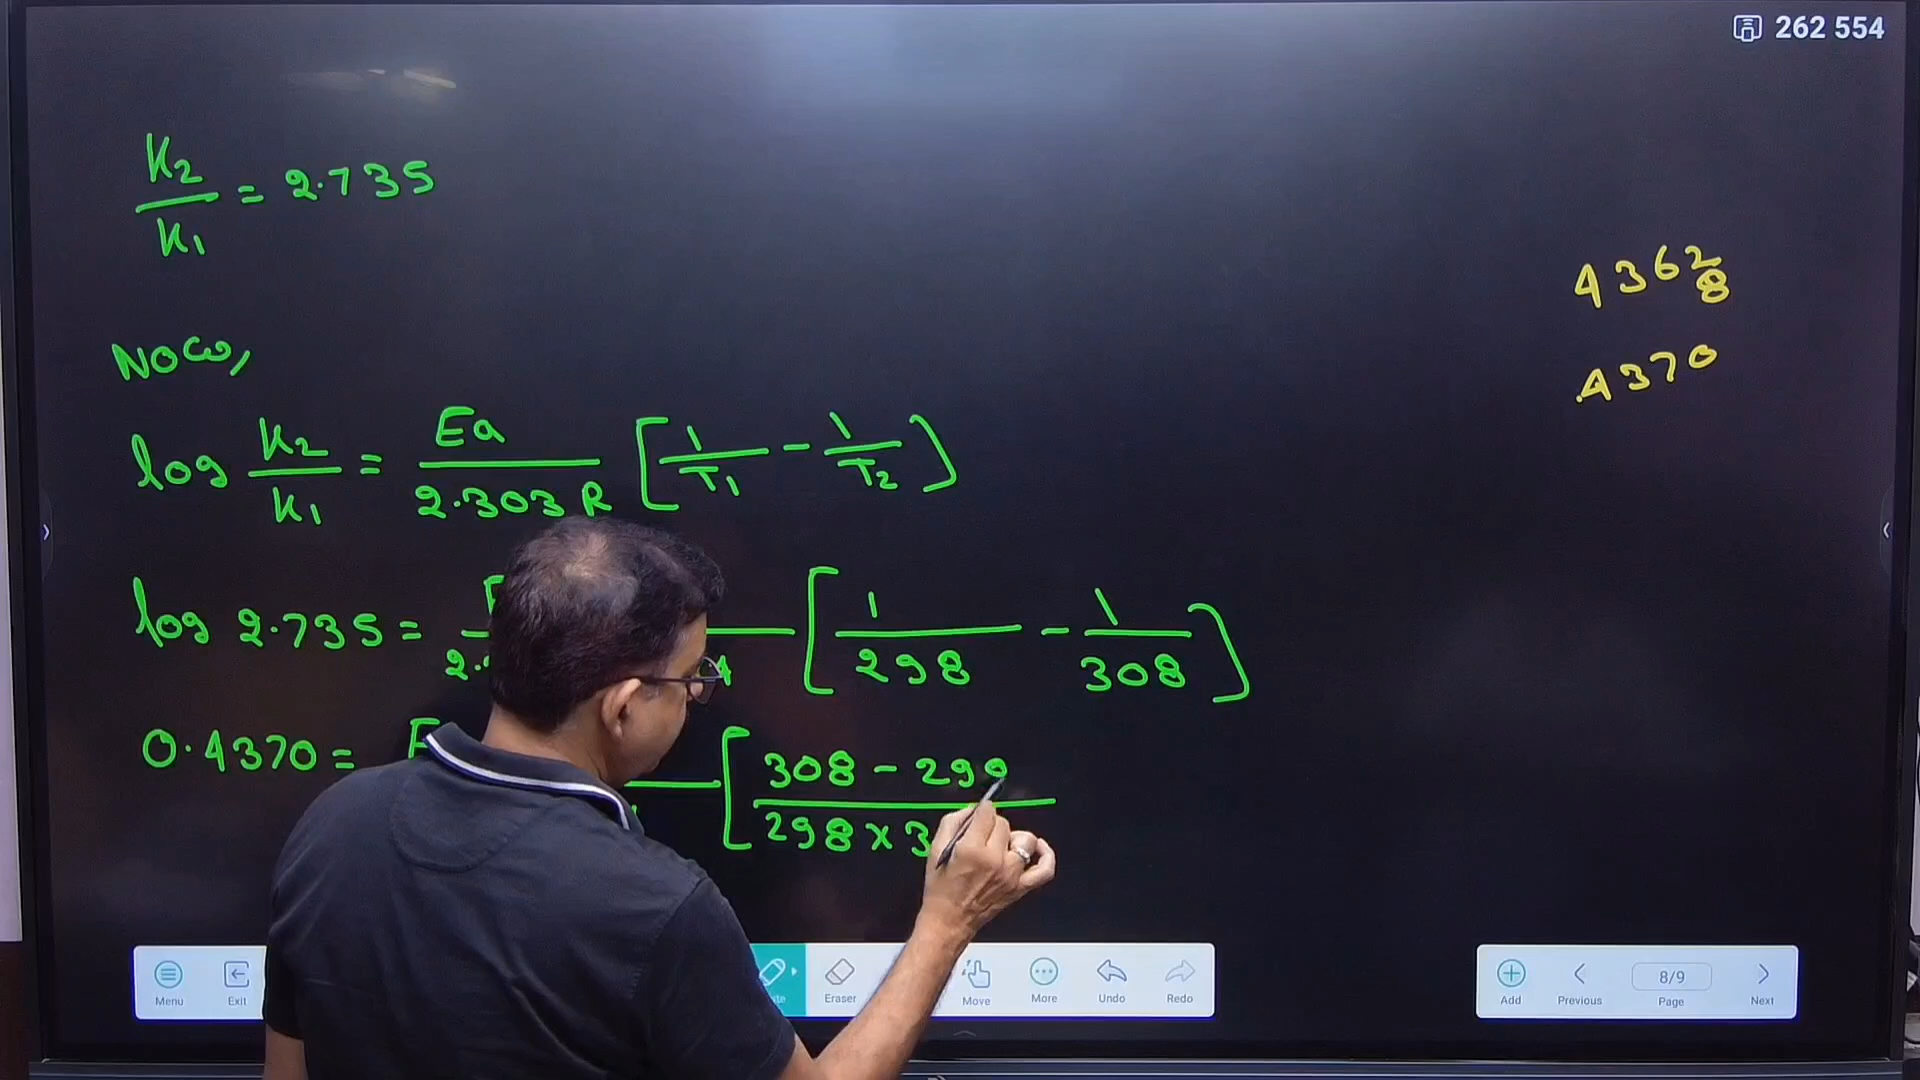 262 554
K2/K1 = 2.735
4362
8
.4370
Now,
log K2/K1 = Ea/2.303 R [1/T1 - 1/T2]
log 2.735 = [1/298 - 1/308]
0.4370 = [308 - 29 / 298 x 3
Menu Exit Eraser Move More Undo Redo
Add Previous 8/9 Page Next